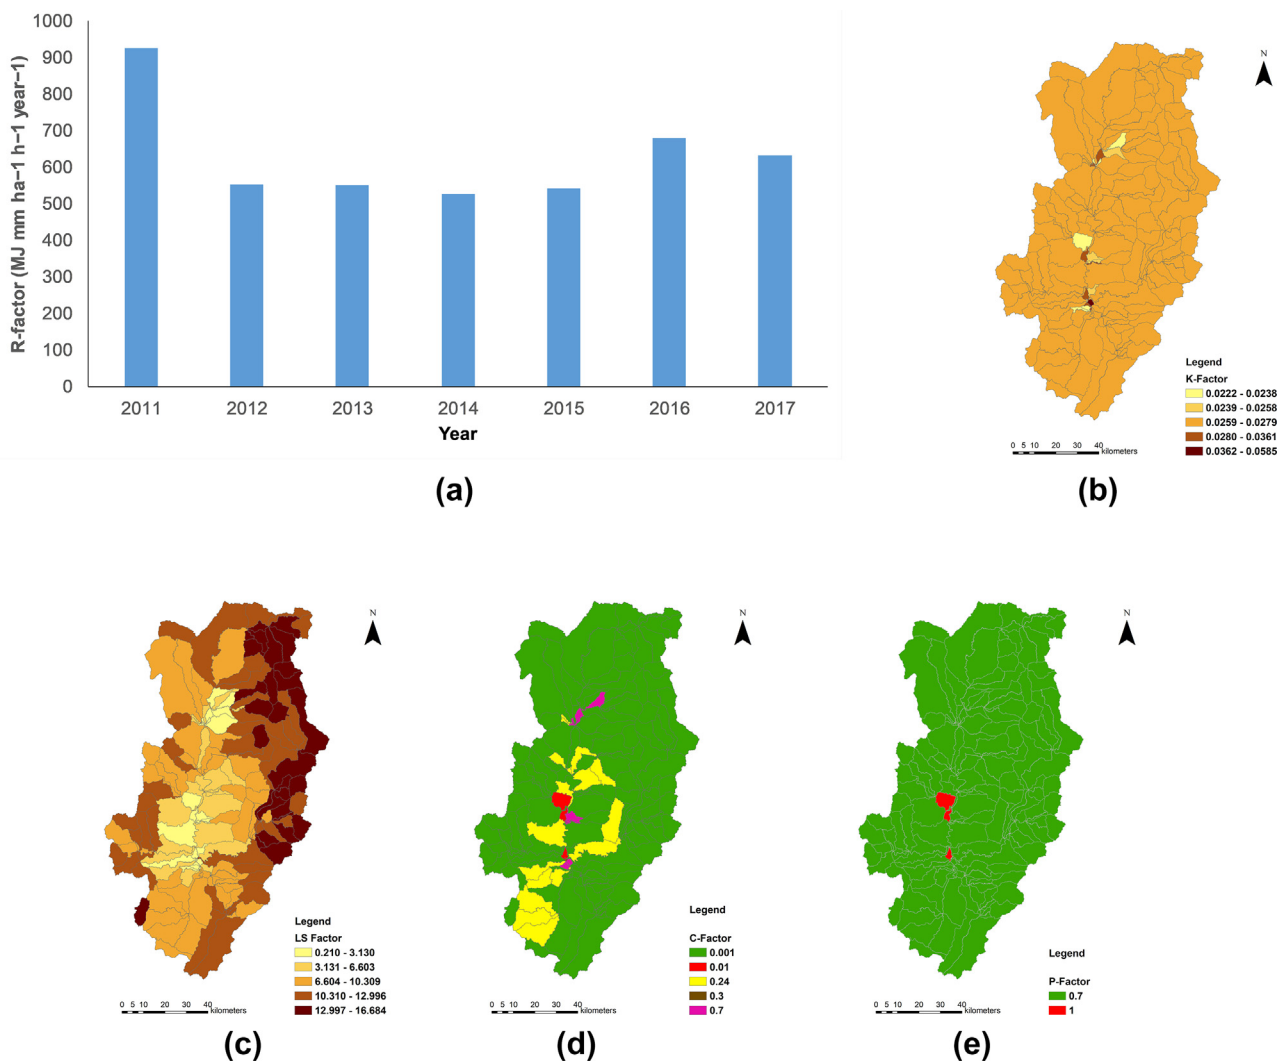 1000
900
800
700
600
500
400
300
200
100
0
R-factor (MJ mm ha−1 h−1 year−1)
2011 2012 2013 2014 2015 2016 2017
Year
(a)
N
Legend
K-Factor
0.0222 - 0.0238
0.0239 - 0.0258
0.0259 - 0.0279
0.0280 - 0.0361
0.0362 - 0.0585
0 5 10 20 30 40 kilometers
(b)
N
Legend
LS Factor
0.210 - 3.130
3.131 - 6.603
6.604 - 10.309
10.310 - 12.996
12.997 - 16.684
0 5 10 20 30 40 kilometers
(c)
N
Legend
C-Factor
0.001
0.01
0.24
0.3
0.7
0 5 10 20 30 40 kilometers
(d)
N
Legend
P-Factor
0.7
1
0 5 10 20 30 40 kilometers
(e)